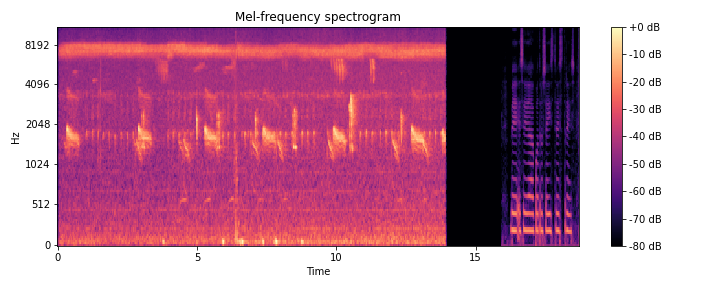 Mel-frequency spectrogram
+0 dB
8192
-10 dB
4096
-20 dB
-30 dB
2048
Hz
-40 dB
1024
-50 dB
-60 dB
512
-70 dB
0
-80 dB
0
5
10
15
Time